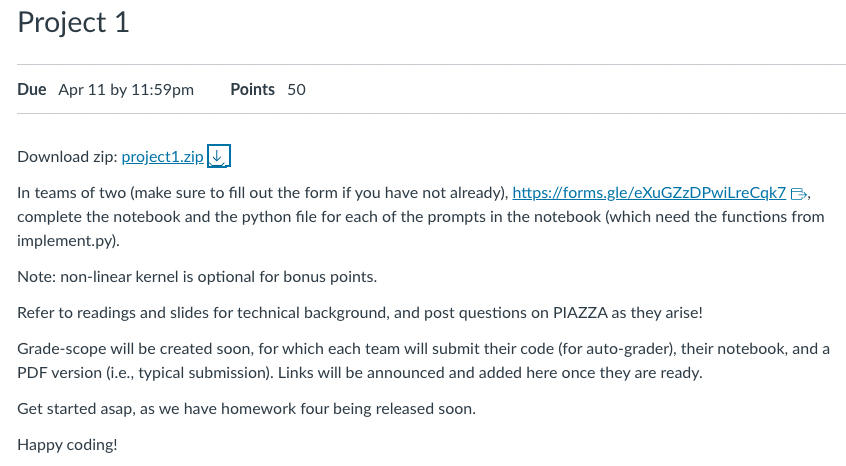 Project 1
Due Apr 11 by 11:59pm Points 50
Download zip: project1.zip
In teams of two (make sure to fill out the form if you have not already), https://forms.gle/eXuGZzDPwiLreCqk7,
complete the notebook and the python file for each of the prompts in the notebook (which need the functions from
implement.py).
Note: non-linear kernel is optional for bonus points.
Refer to readings and slides for technical background, and post questions on PIAZZA as they arise!
Grade-scope will be created soon, for which each team will submit their code (for auto-grader), their notebook, and a
PDF version (i.e., typical submission). Links will be announced and added here once they are ready.
Get started asap, as we have homework four being released soon.
Happy coding!